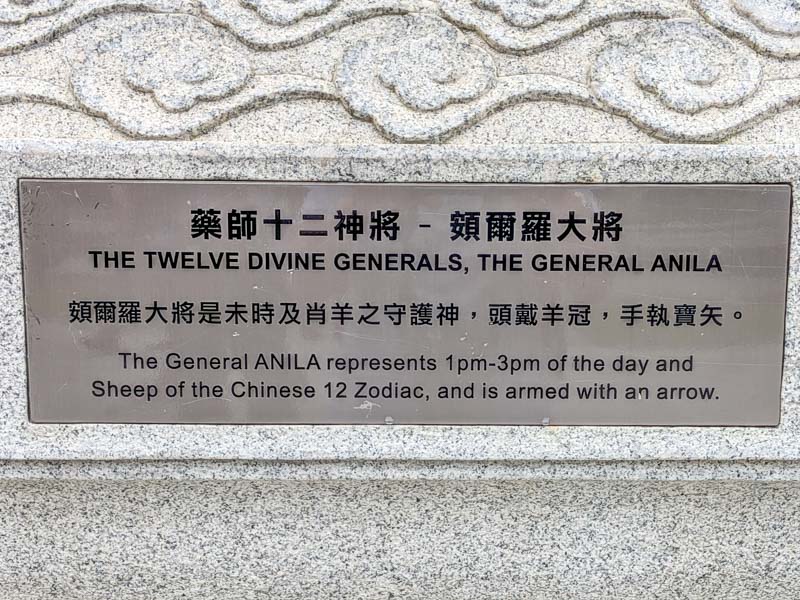 藥師十二神將 – 頞爾羅大將
THE TWELVE DIVINE GENERALS, THE GENERAL ANILA
頞爾羅大將是未時及肖羊之守護神，頭戴羊冠，手執寶矢。
The General ANILA represents 1pm-3pm of the day and
Sheep of the Chinese 12 Zodiac, and is armed with an arrow.